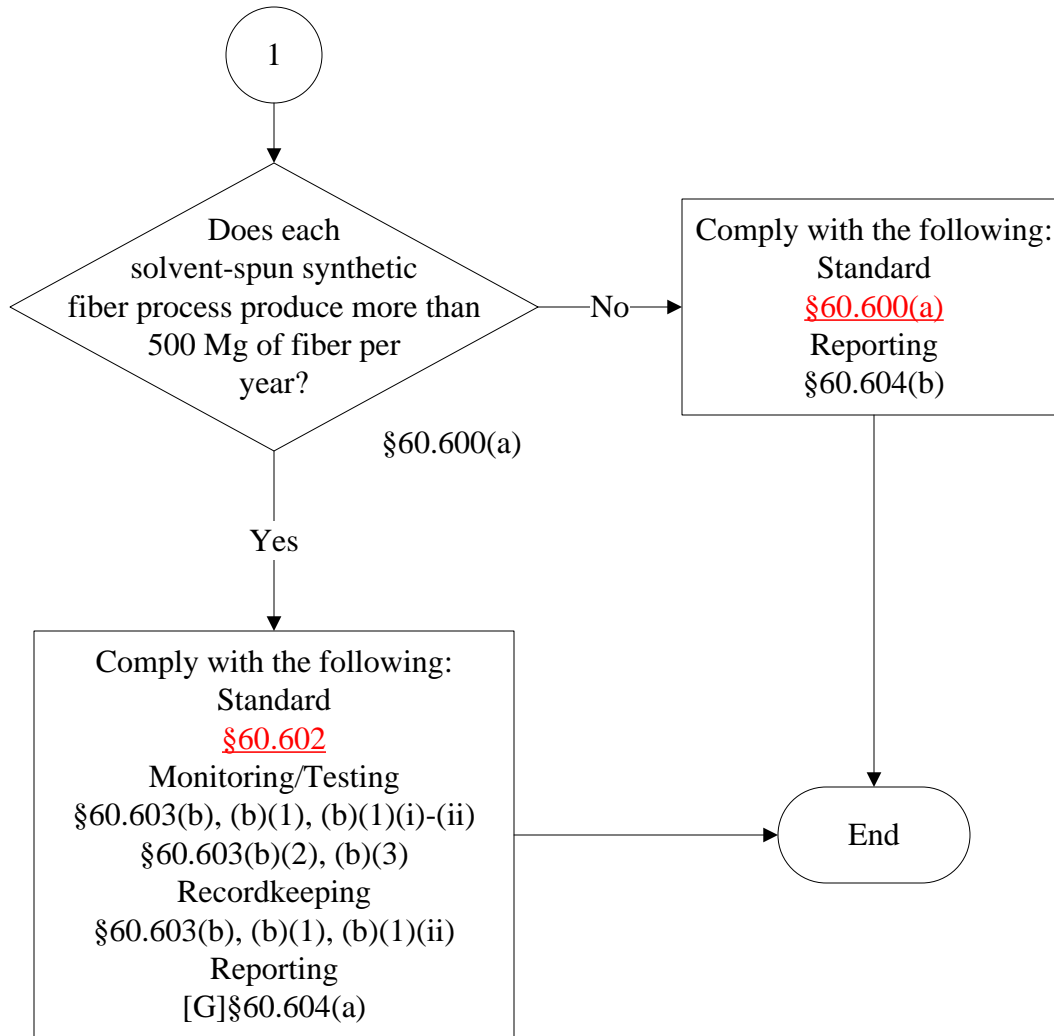 1
Does each
solvent-spun synthetic
fiber process produce more than
500 Mg of fiber per
year?
§60.600(a)
No
Comply with the following:
Standard
§60.600(a)
Reporting
§60.604(b)
Yes
Comply with the following:
Standard
§60.602
Monitoring/Testing
§60.603(b), (b)(1), (b)(1)(i)-(ii)
§60.603(b)(2), (b)(3)
Recordkeeping
§60.603(b), (b)(1), (b)(1)(ii)
Reporting
[G]§60.604(a)
End